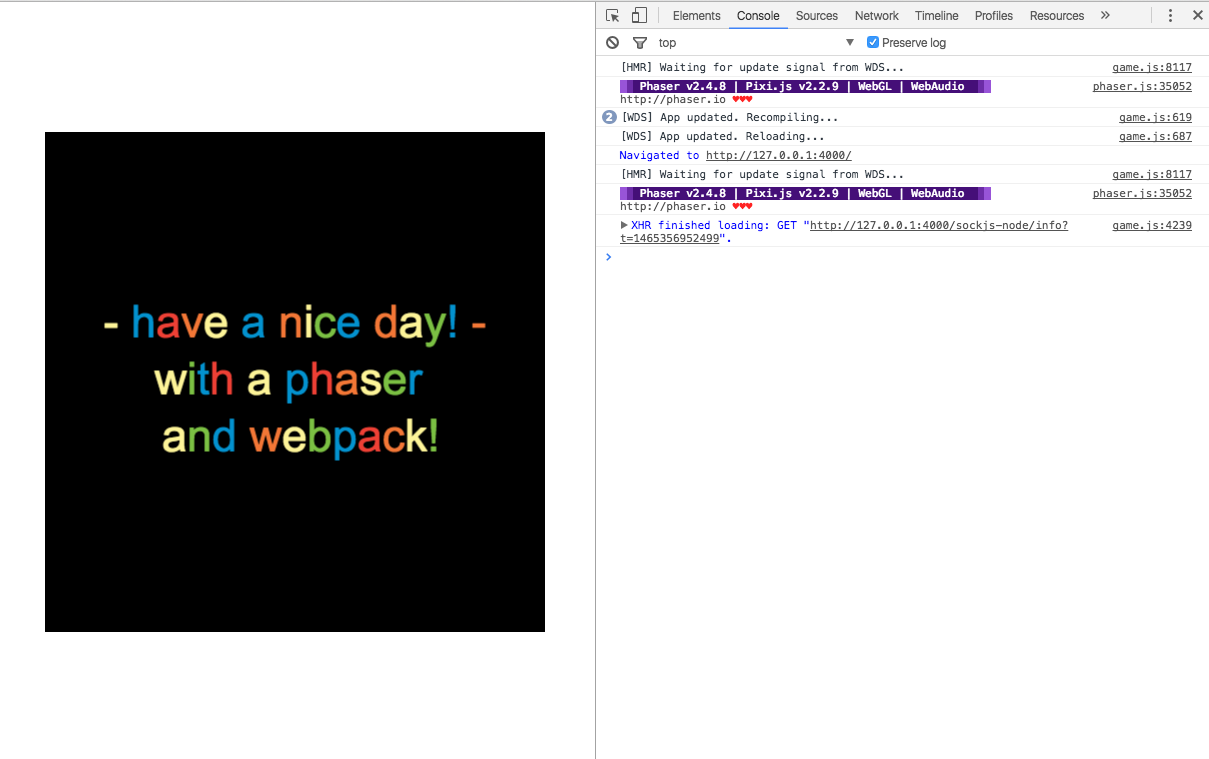 - have a nice day! -
with a phaser
and webpack!
Elements Console Sources Network Timeline Profiles Resources »
top Preserve log
[HMR] Waiting for update signal from WDS... game.js:8117
Phaser v2.4.8 | Pixi.js v2.2.9 | WebGL | WebAudio phaser.js:35052
http://phaser.io ♥♥♥
2 [WDS] App updated. Recompiling... game.js:619
[WDS] App updated. Reloading... game.js:687
Navigated to http://127.0.0.1:4000/
[HMR] Waiting for update signal from WDS... game.js:8117
Phaser v2.4.8 | Pixi.js v2.2.9 | WebGL | WebAudio phaser.js:35052
http://phaser.io ♥♥♥
XHR finished loading: GET "http://127.0.0.1:4000/sockjs-node/info? game.js:4239
t=1465356952499".